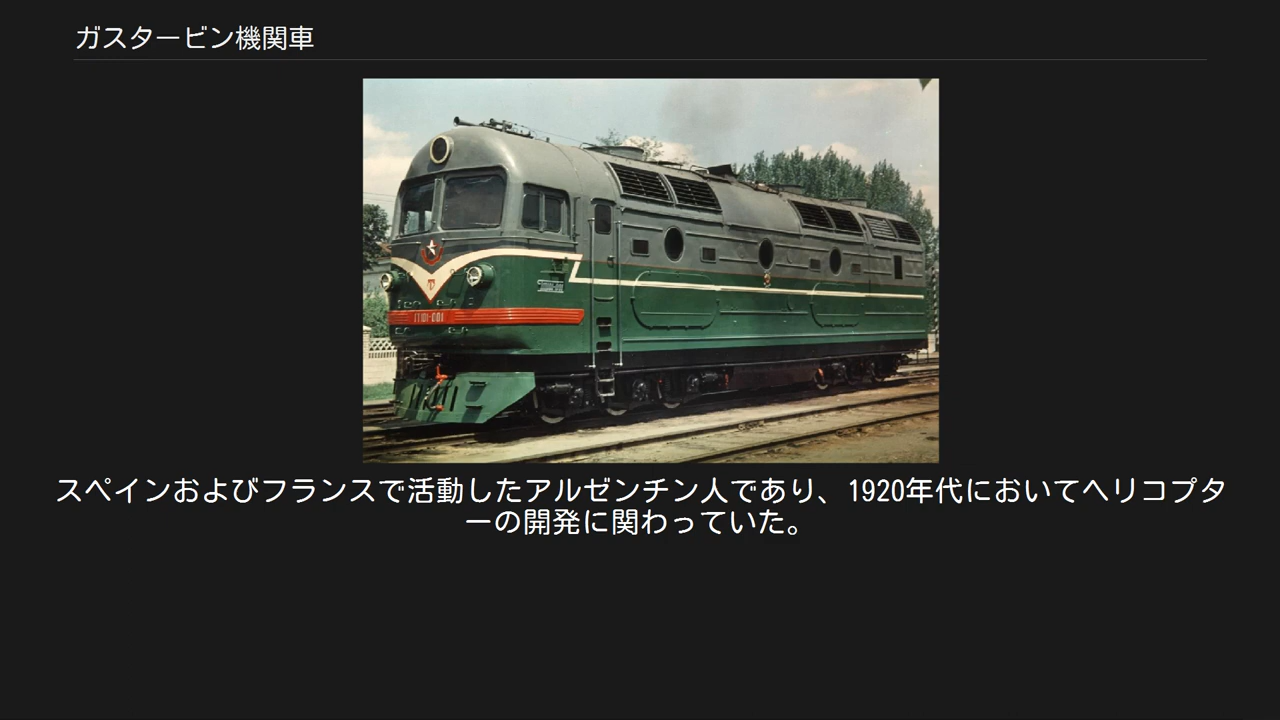 ガスタービン機関車
ГТ101-001
スペインおよびフランスで活動したアルゼンチン人であり、1920年代においてヘリコプタ
ーの開発に関わっていた。